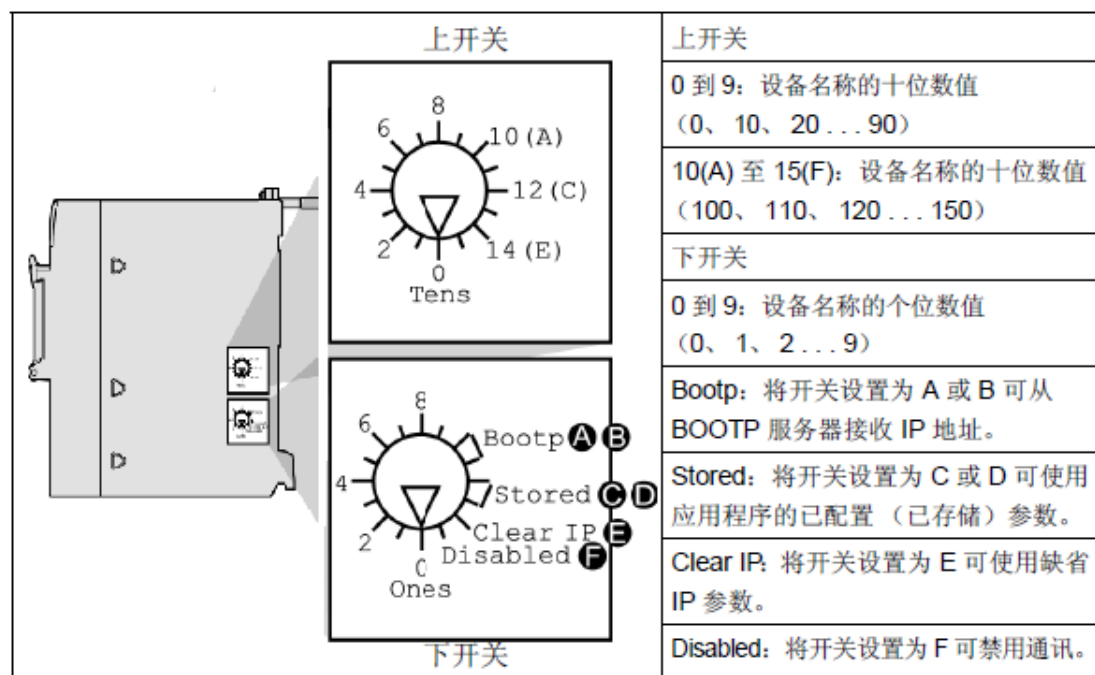 上开关
8
6
10(A)
4
12(C)
2
14(E)
0
Tens
8
6
Bootp A B
4
Stored C D
Clear IP E
2
Disabled F
0
Ones
下开关
上开关
0 到 9：设备名称的十位数值
（0、 10、 20 . . . 90）
10(A) 至 15(F)：设备名称的十位数值
（100、 110、 120 . . . 150）
下开关
0 到 9：设备名称的个位数值
（0、 1、 2 . . . 9）
Bootp：将开关设置为 A 或 B 可从
BOOTP 服务器接收 IP 地址。
Stored：将开关设置为 C 或 D 可使用
应用程序的已配置 （已存储）参数。
Clear IP：将开关设置为 E 可使用缺省
IP 参数。
Disabled：将开关设置为 F 可禁用通讯。